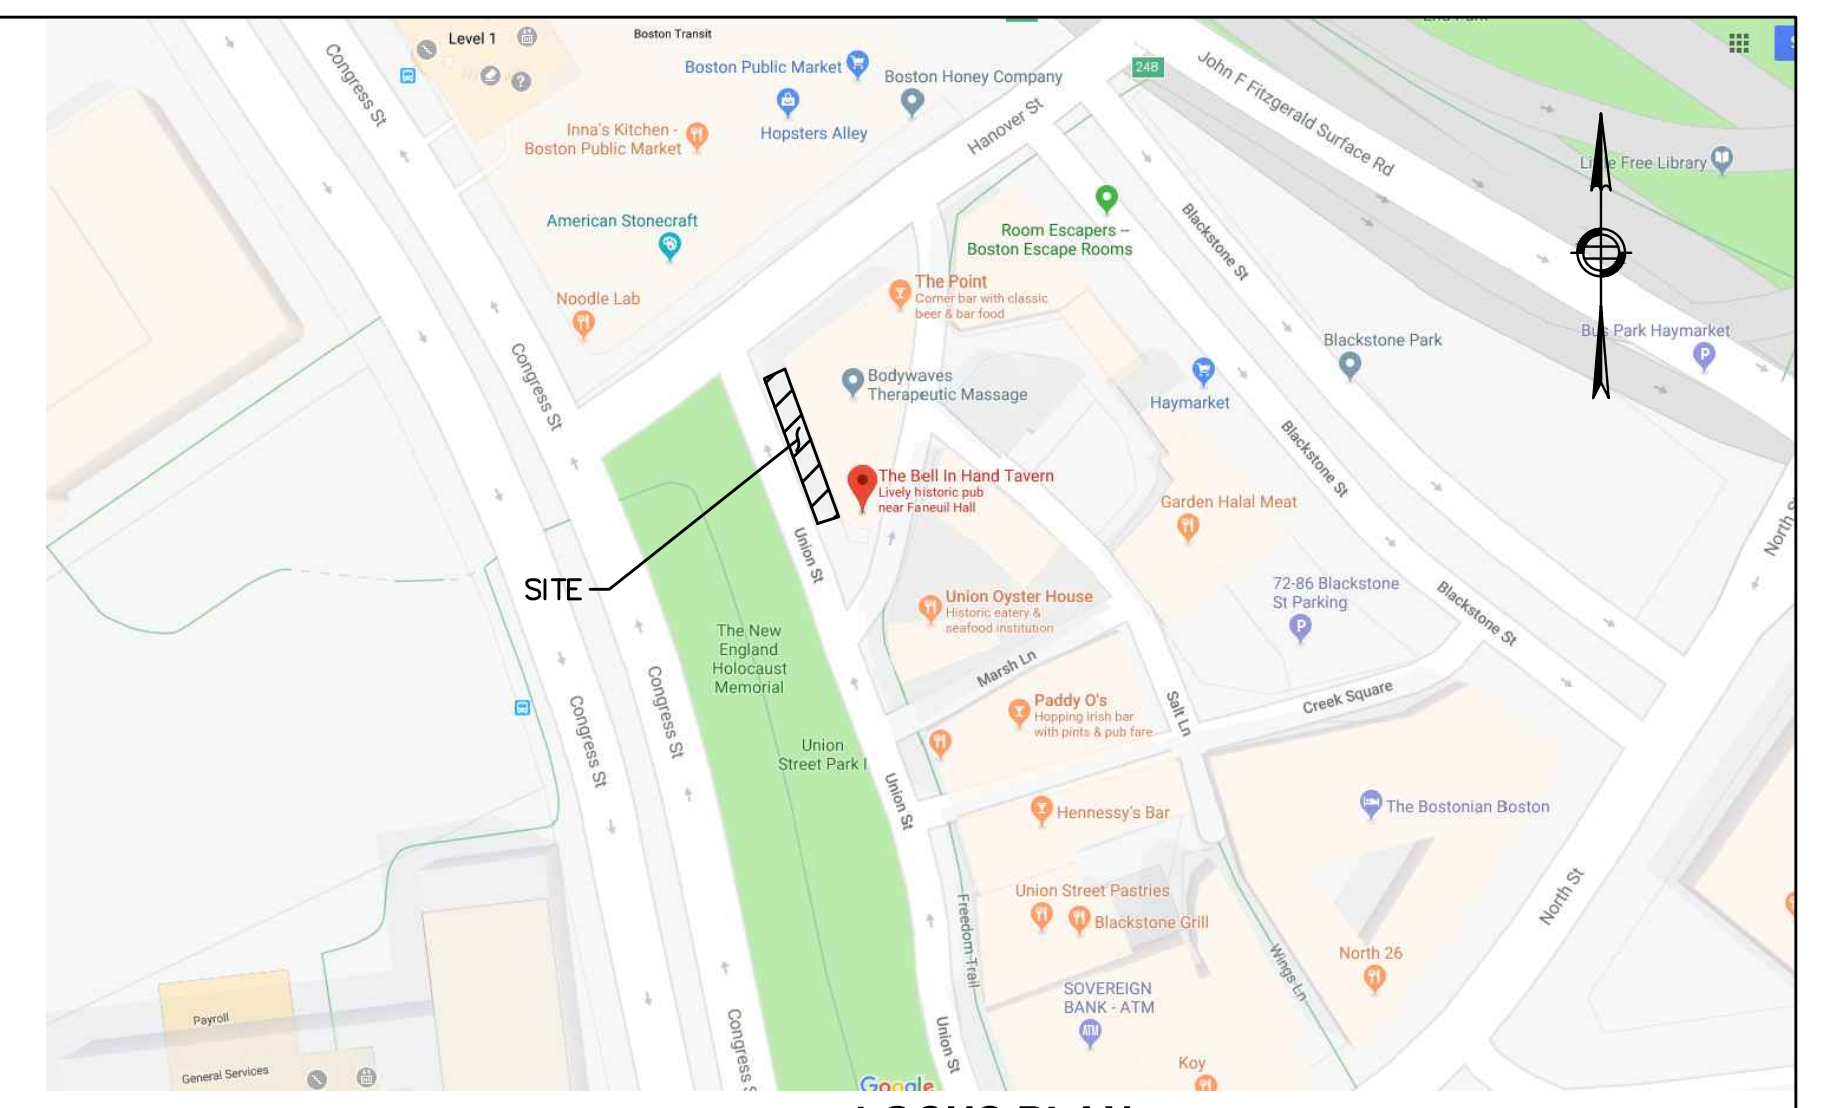 Level 1
Boston Transit
Congress St
Boston Public Market
Boston Honey Company
248
John F Fitzgerald Surface Rd
Hopsters Alley
Inna's Kitchen -
Boston Public Market
Hanover St
Little Free Library
American Stonecraft
Room Escapers –
Boston Escape Rooms
Blackstone St
Noodle Lab
The Point
Corner bar with classic
beer & bar food
Bus Park Haymarket
P
Blackstone Park
Congress St
Bodywaves
Therapeutic Massage
Haymarket
Blackstone St
The Bell In Hand Tavern
Lively historic pub
near Faneuil Hall
Garden Halal Meat
North
Union St
SITE
Union Oyster House
Historic eatery &
seafood institution
72-86 Blackstone
St Parking
P
Blackstone St
The New
England
Holocaust
Memorial
Marsh Ln
Congress St
Congress St
Paddy O's
Hopping Irish bar
with pints & pub fare
Salt Ln
Creek Square
Union
Street Park
Union St
Hennessy's Bar
The Bostonian Boston
Union Street Pastries
Blackstone Grill
North St
Freedom Trail
North 26
Wings Ln
SOVEREIGN
BANK - ATM
ATM
Payroll
General Services
Congress S
Union St
Koy
Google
LOCUS PLAN